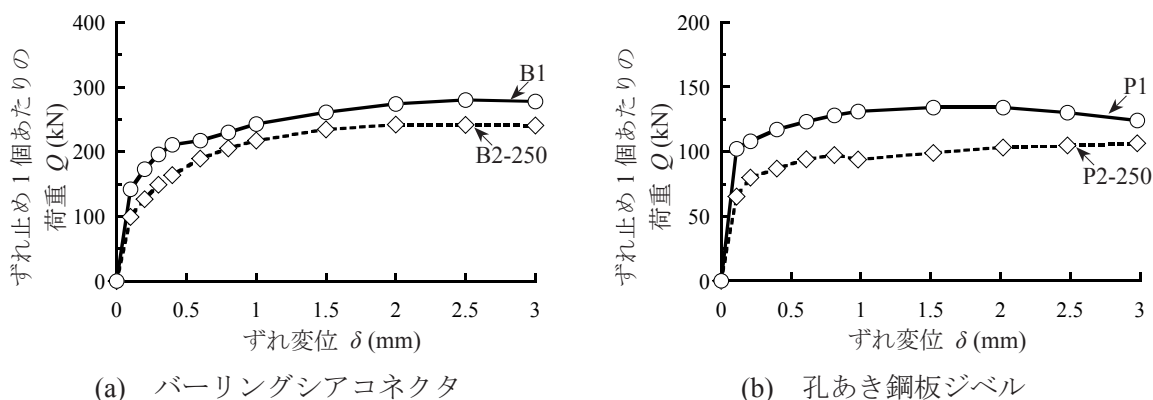 ずれ止め 1 個あたりの
荷重 Q (kN)
400
300
200
100
0
B1
B2-250
0 0.5 1 1.5 2 2.5 3
ずれ変位 δ (mm)
(a) バーリングシアコネクタ
ずれ止め 1 個あたりの
荷重 Q (kN)
200
150
100
50
0
P1
P2-250
0 0.5 1 1.5 2 2.5 3
ずれ変位 δ (mm)
(b) 孔あき鋼板ジベル